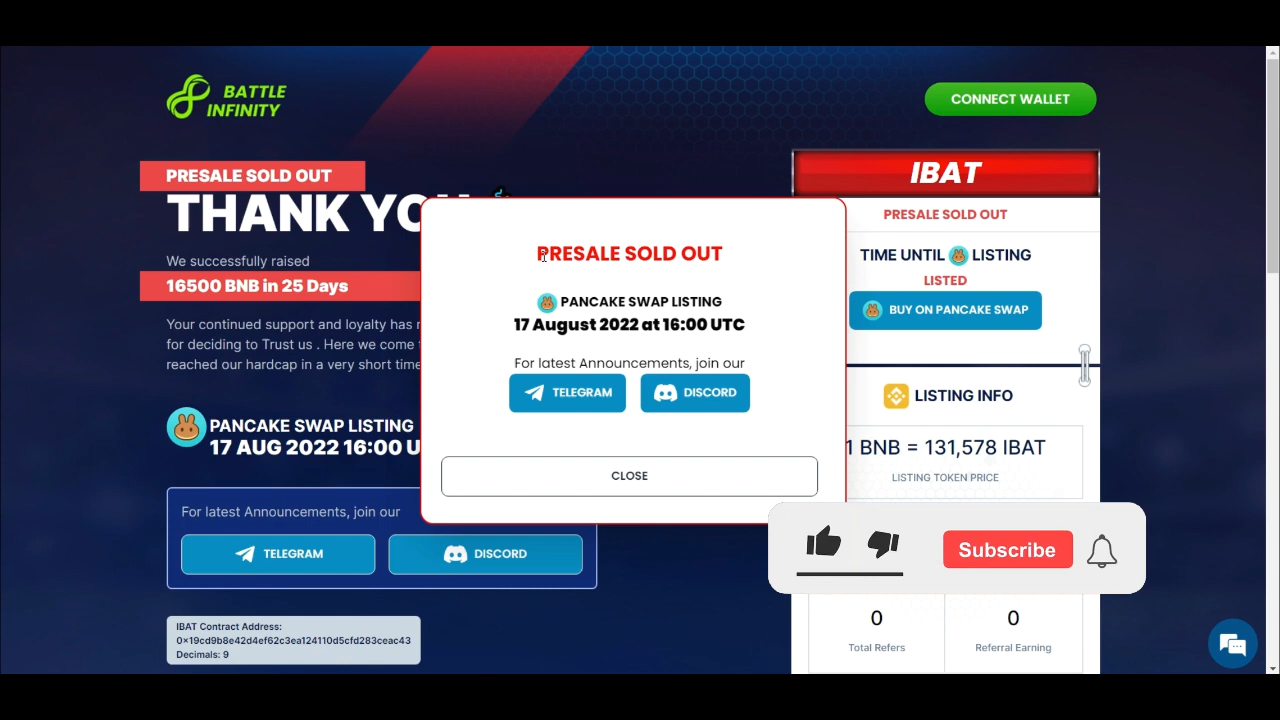 BATTLE
INFINITY
CONNECT WALLET
PRESALE SOLD OUT
THANK YOU
We successfully raised
16500 BNB in 25 Days
Your continued support and loyalty has
for deciding to Trust us . Here we come
reached our hardcap in a very short time
PANCAKE SWAP LISTING
17 AUG 2022 16:00 U
For latest Announcements, join our
TELEGRAM
DISCORD
IBAT Contract Address:
0x19cd9b8e42d4ef62c3ea124110d5cfd283ceac43
Decimals: 9
PRESALE SOLD OUT
PANCAKE SWAP LISTING
17 August 2022 at 16:00 UTC
For latest Announcements, join our
TELEGRAM
DISCORD
CLOSE
IBAT
PRESALE SOLD OUT
TIME UNTIL LISTING
LISTED
BUY ON PANCAKE SWAP
LISTING INFO
1 BNB = 131,578 IBAT
LISTING TOKEN PRICE
Subscribe
0
Total Refers
0
Referral Earning